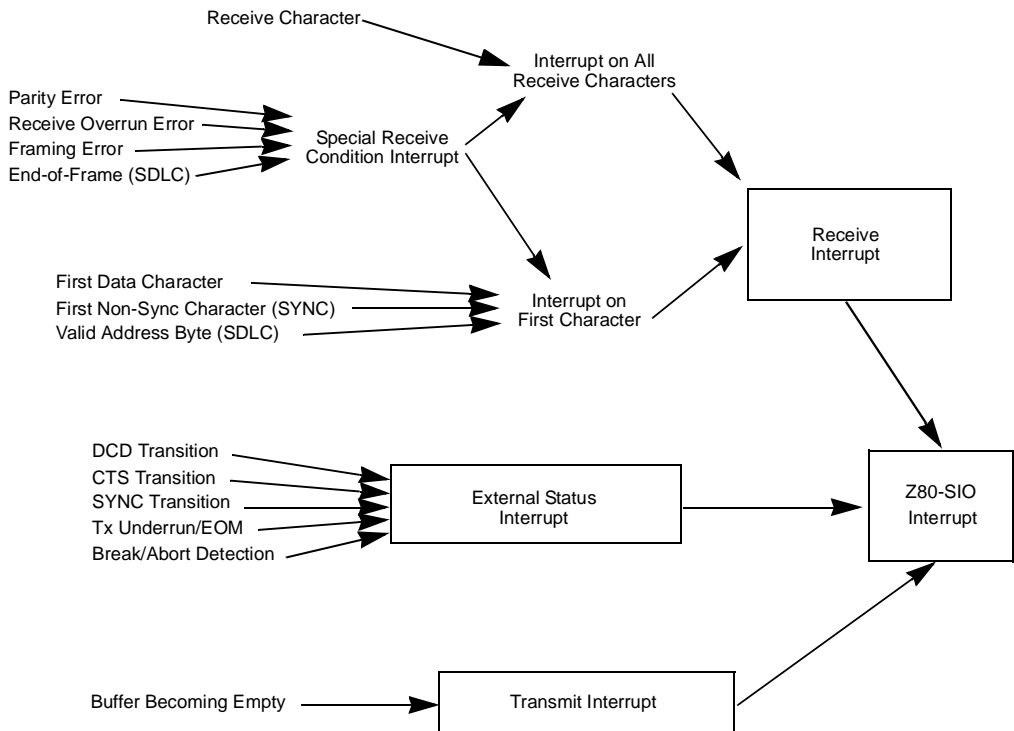 Receive Character
Interrupt on All
Receive Characters
Parity Error
Receive Overrun Error
Framing Error
End-of-Frame (SDLC)
Special Receive
Condition Interrupt
Receive
Interrupt
First Data Character
First Non-Sync Character (SYNC)
Valid Address Byte (SDLC)
Interrupt on
First Character
DCD Transition
CTS Transition
SYNC Transition
Tx Underrun/EOM
Break/Abort Detection
External Status
Interrupt
Z80-SIO
Interrupt
Buffer Becoming Empty
Transmit Interrupt